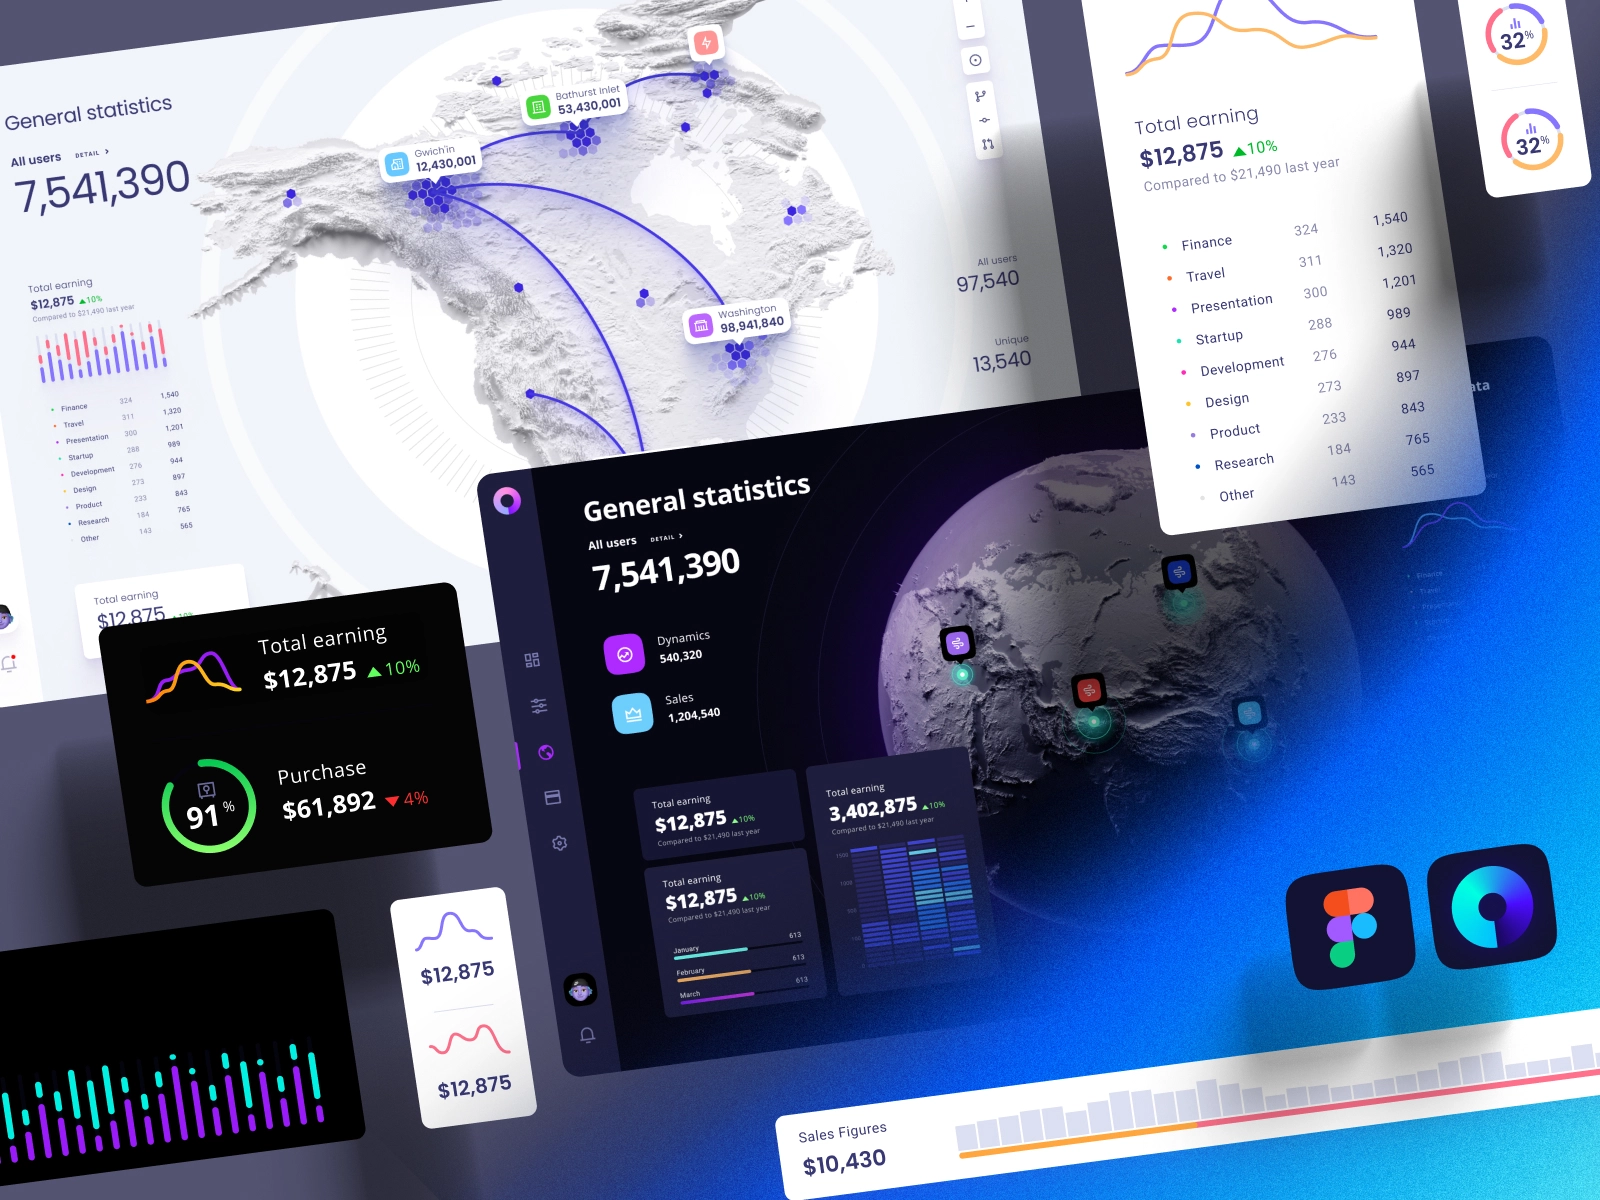 General statistics
All users DETAIL >
7,541,390
Total earning
$12,875 ▲10%
Compared to $21,490 last year
Finance 324 1,540
Travel 311 1,320
Presentation 300 1,201
Startup 288 989
Development 276 944
Design 273 897
Product 233 843
Research 184 765
Other 143 565
Total earning
$12,875
Bathurst Inlet
53,430,001
Gwich'in
12,430,001
Washington
98,941,840
All users
97,540
Unique
13,540
Total earning
$12,875 ▲10%
Compared to $21,490 last year
Finance 324 1,540
Travel 311 1,320
Presentation 300 1,201
Startup 288 989
Development 276 944
Design 273 897
Product 233 843
Research 184 765
Other 143 565
32%
32%
Total earning
$12,875 ▲10%
91%
Purchase
$61,892 ▼4%
General statistics
All users DETAIL >
7,541,390
Dynamics
540,320
Sales
1,204,540
Total earning
$12,875 ▲10%
Compared to $21,490 last year
Total earning
3,402,875 ▲10%
Compared to $21,490 last year
Total earning
$12,875 ▲10%
Compared to $21,490 last year
January 613
February 613
March 613
$12,875
$12,875
Sales Figures
$10,430